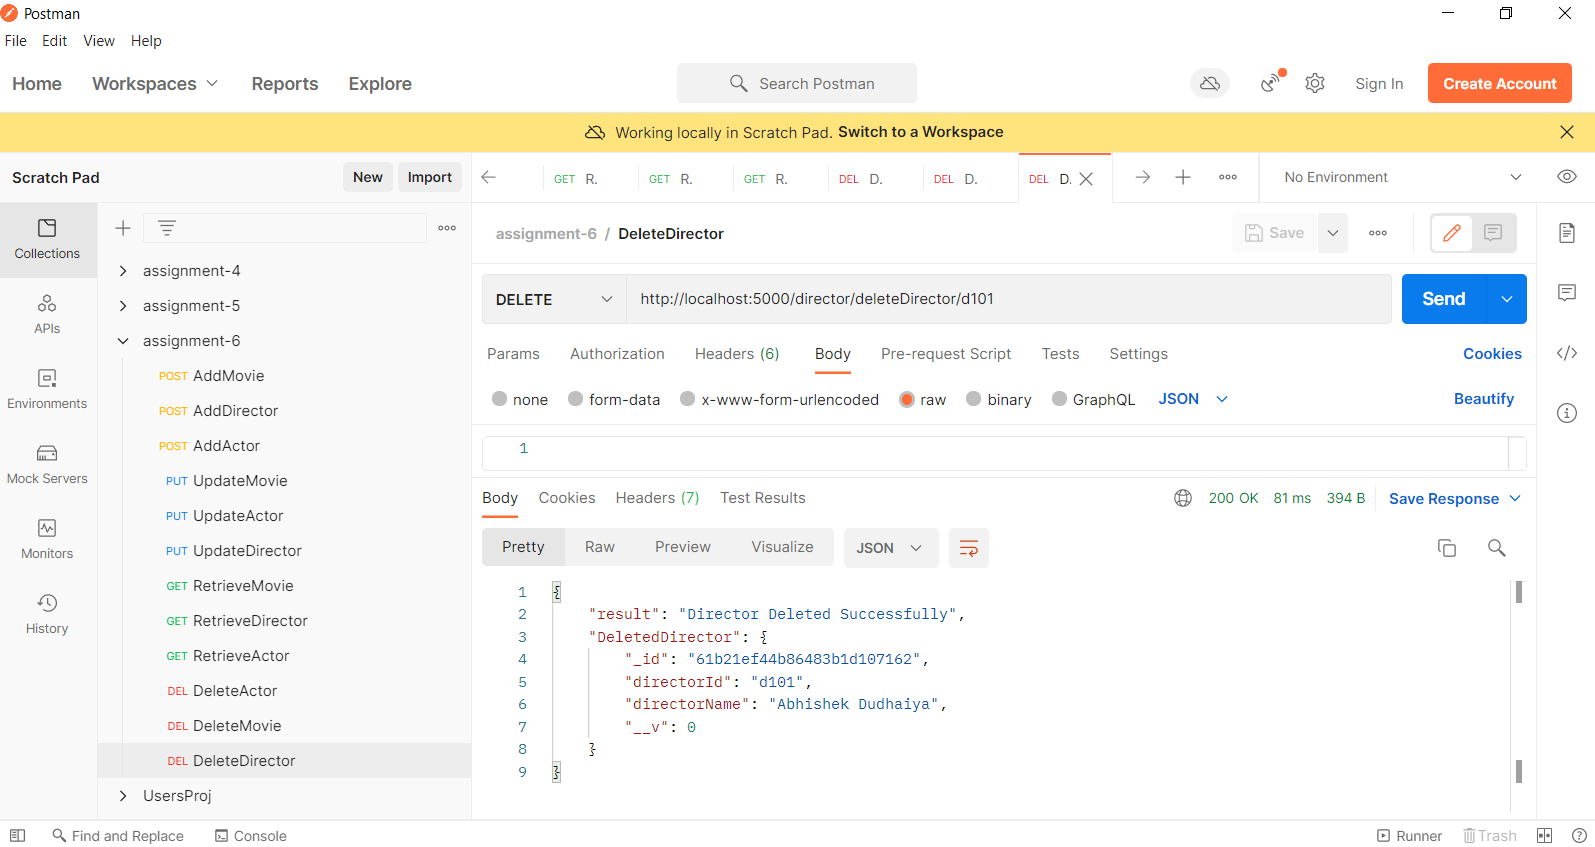 Postman
File Edit View Help
Home Workspaces Reports Explore Search Postman Sign In Create Account
Working locally in Scratch Pad. Switch to a Workspace
Scratch Pad New Import
GET R. GET R. GET R. DEL D. DEL D. DEL D. No Environment
Collections
APIs
Environments
Mock Servers
Monitors
History
assignment-4
assignment-5
assignment-6
POST AddMovie
POST AddDirector
POST AddActor
PUT UpdateMovie
PUT UpdateActor
PUT UpdateDirector
GET RetrieveMovie
GET RetrieveDirector
GET RetrieveActor
DEL DeleteActor
DEL DeleteMovie
DEL DeleteDirector
UsersProj
assignment-6 / DeleteDirector Save
DELETE http://localhost:5000/director/deleteDirector/d101 Send
Params Authorization Headers (6) Body Pre-request Script Tests Settings Cookies
none form-data x-www-form-urlencoded raw binary GraphQL JSON Beautify
1
Body Cookies Headers (7) Test Results 200 OK 81 ms 394 B Save Response
Pretty Raw Preview Visualize JSON
1 {
2 "result": "Director Deleted Successfully",
3 "DeletedDirector": {
4 "_id": "61b21ef44b86483b1d107162",
5 "directorId": "d101",
6 "directorName": "Abhishek Dudhaiya",
7 "__v": 0
8 }
9 }
Find and Replace Console Runner Trash